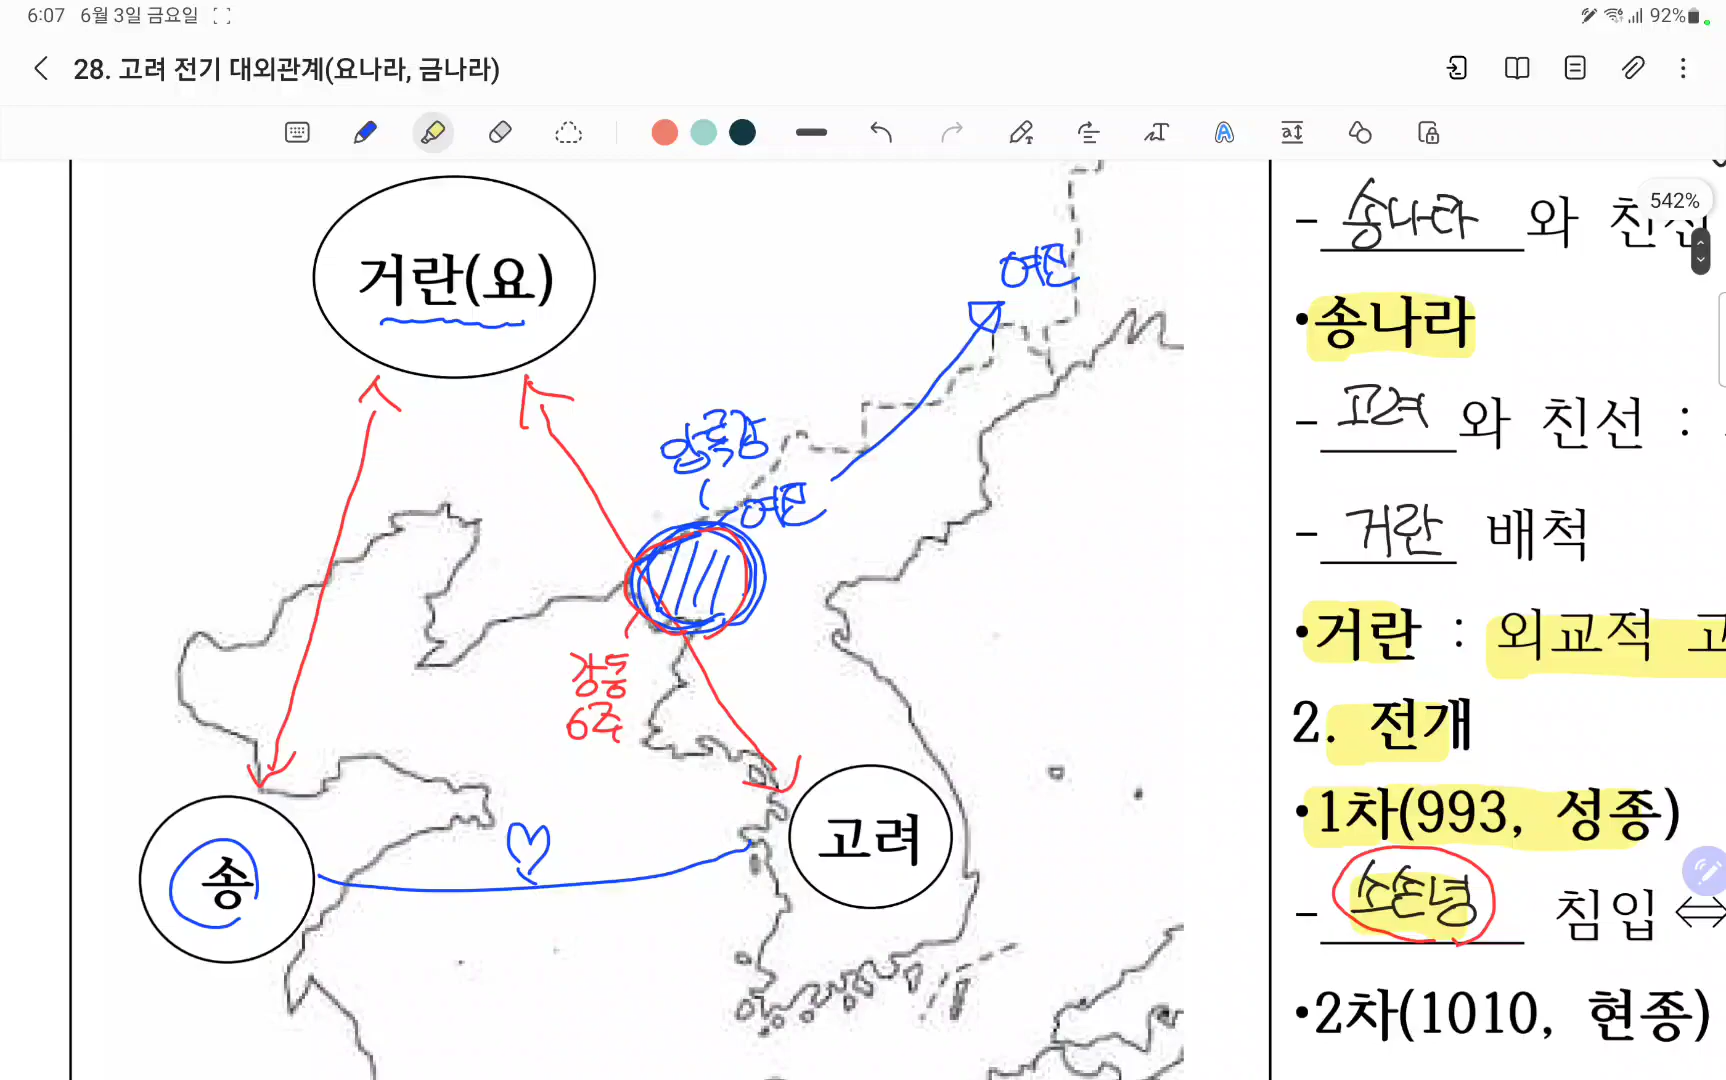 6:07 6월 3일 금요일
92%
28. 고려 전기 대외관계(요나라, 금나라)
542%
거란(요)
여진
압록강
여진
강동
6주
송
고려
- 송나라 와 친선
•송나라
- 고려 와 친선 :
- 거란 배척
•거란 : 외교적 고
2. 전개
•1차(993, 성종)
- 소손녕 침입 ⇔
•2차(1010, 현종)